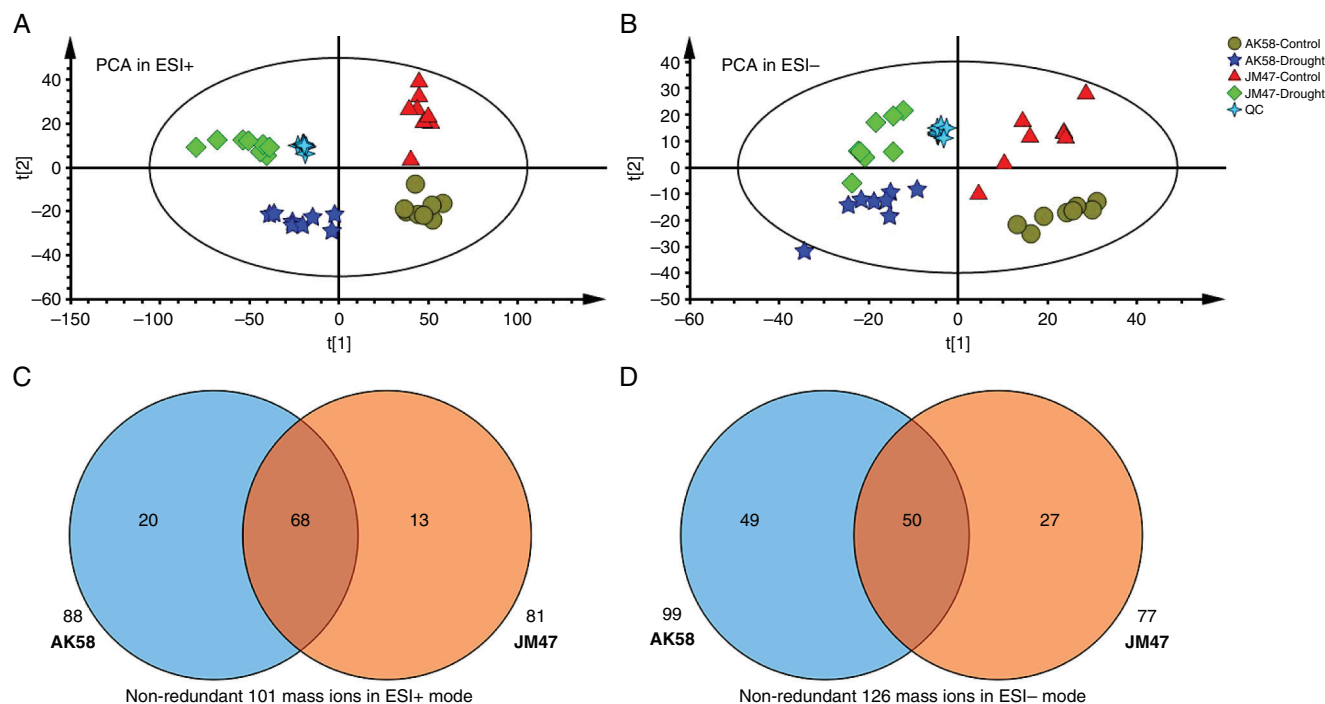 A
PCA in ESI+
40
20
0
−20
−40
−60
t[2]
−150
−100
−50
0
50
100
t[1]
B
PCA in ESI−
40
30
20
10
0
−10
−20
−30
−40
−50
t[2]
−60
−40
−20
0
20
40
t[1]
AK58-Control
AK58-Drought
JM47-Control
JM47-Drought
QC
C
20
68
13
88
AK58
81
JM47
Non-redundant 101 mass ions in ESI+ mode
D
49
50
27
99
AK58
77
JM47
Non-redundant 126 mass ions in ESI− mode